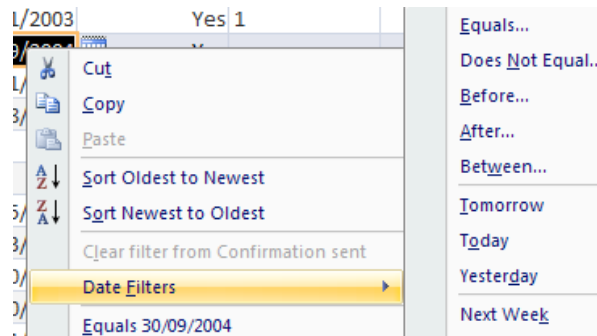 1/2003 Yes 1
Cut
Copy
Paste
Sort Oldest to Newest
Sort Newest to Oldest
Clear filter from Confirmation sent
Date Filters
Equals 30/09/2004
Equals...
Does Not Equal..
Before...
After...
Between...
Tomorrow
Today
Yesterday
Next Week